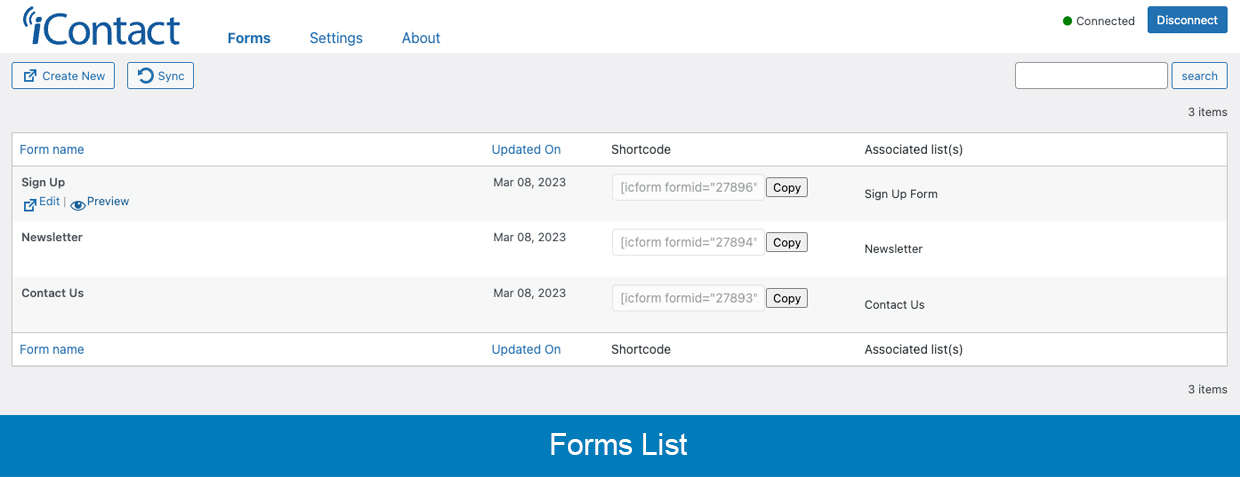 iContact
Forms Settings About
Connected Disconnect
Create New Sync search
3 items
Form name Updated On Shortcode Associated list(s)
Sign Up Mar 08, 2023 [icform formid="27896" Copy Sign Up Form
Edit | Preview
Newsletter Mar 08, 2023 [icform formid="27894" Copy Newsletter
Contact Us Mar 08, 2023 [icform formid="27893" Copy Contact Us
Form name Updated On Shortcode Associated list(s)
3 items
Forms List